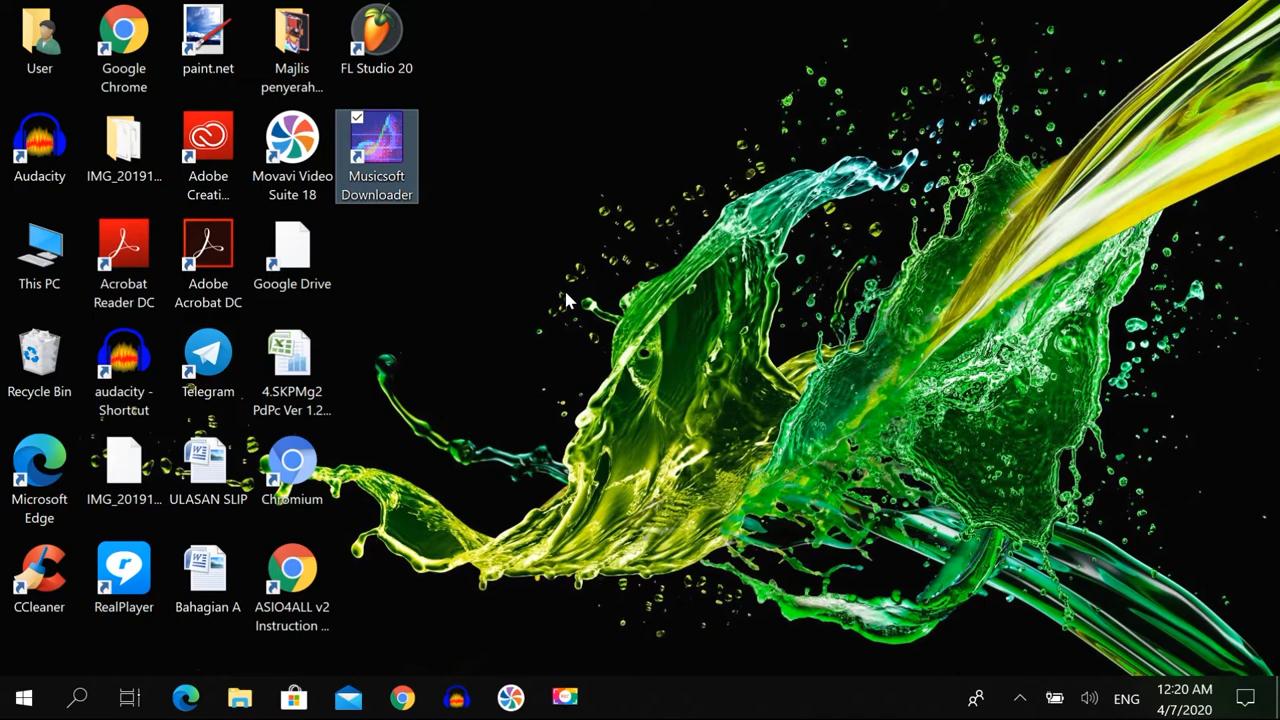 User
Google
Chrome
paint.net
Majlis
penyerah...
FL Studio 20
Audacity
IMG_20191...
Adobe
Creati...
Movavi Video
Suite 18
Musicsoft
Downloader
This PC
Acrobat
Reader DC
Adobe
Acrobat DC
Google Drive
Recycle Bin
audacity -
Shortcut
Telegram
4.SKPMg2
PdPc Ver 1.2...
Microsoft
Edge
IMG_20191...
ULASAN SLIP
Chromium
CCleaner
RealPlayer
Bahagian A
ASIO4ALL v2
Instruction ...
ENG
12:20 AM
4/7/2020